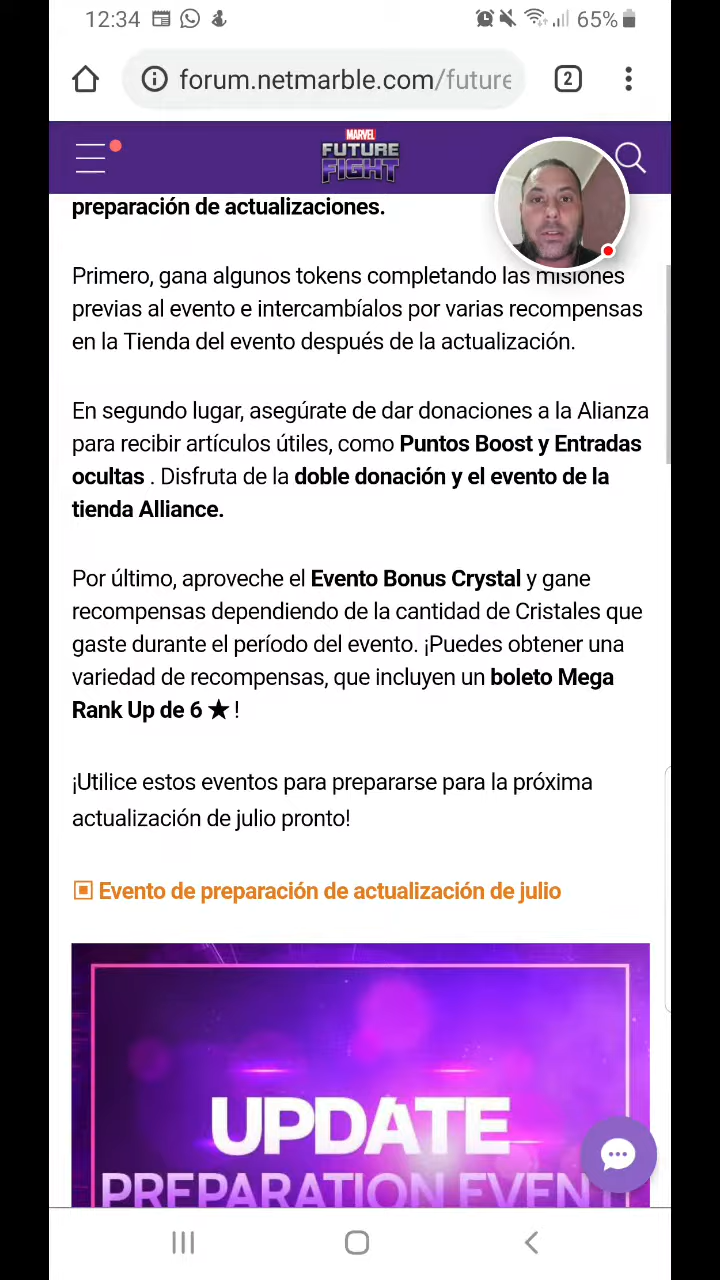 12:34
65%
forum.netmarble.com/future
2
MARVEL
FUTURE
FIGHT
preparación de actualizaciones.
Primero, gana algunos tokens completando las misiones
previas al evento e intercambíalos por varias recompensas
en la Tienda del evento después de la actualización.
En segundo lugar, asegúrate de dar donaciones a la Alianza
para recibir artículos útiles, como Puntos Boost y Entradas
ocultas . Disfruta de la doble donación y el evento de la
tienda Alliance.
Por último, aproveche el Evento Bonus Crystal y gane
recompensas dependiendo de la cantidad de Cristales que
gaste durante el período del evento. ¡Puedes obtener una
variedad de recompensas, que incluyen un boleto Mega
Rank Up de 6 ★ !
¡Utilice estos eventos para prepararse para la próxima
actualización de julio pronto!
▣ Evento de preparación de actualización de julio
UPDATE
PREPARATION EVENT